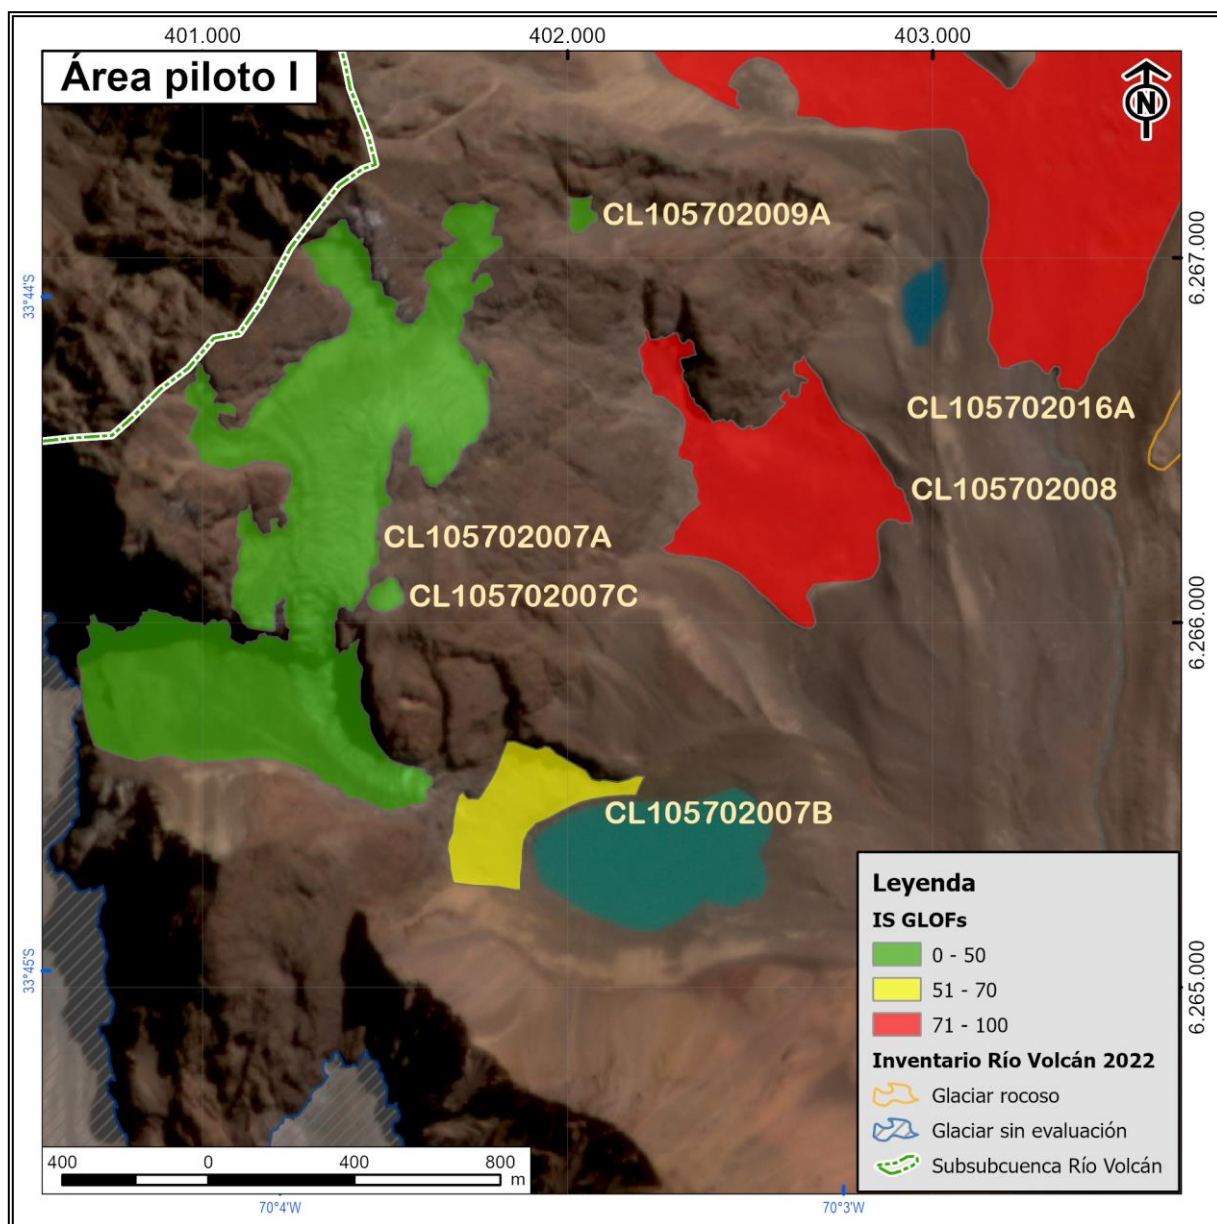 401.000
402.000
403.000
Área piloto I
N
CL105702009A
6.267.000
33°44'S
CL105702016A
CL105702008
CL105702007A
CL105702007C
6.266.000
CL105702007B
Leyenda
IS GLOFs
0 - 50
51 - 70
71 - 100
Inventario Río Volcán 2022
Glaciar rocoso
Glaciar sin evaluación
Subsubcuenca Río Volcán
33°45'S
6.265.000
400 0 400 800
m
70°4'W
70°3'W